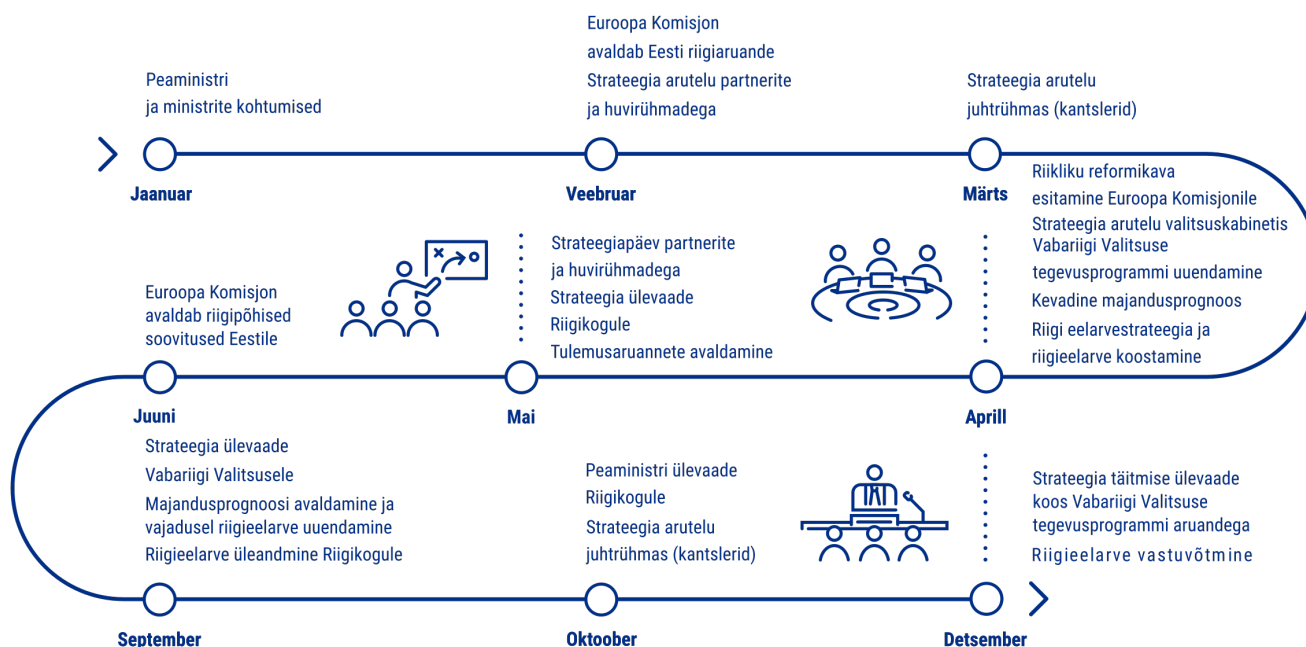 Peaministri
ja ministrite kohtumised
Jaanuar
Euroopa Komisjon
avaldab Eesti riigiaruande
Strateegia arutelu partnerite
ja huvirühmadega
Veebruar
Strateegia arutelu
juhtrühmas (kantslerid)
Märts
Riikliku reformikava
esitamine Euroopa Komisjonile
Strateegia arutelu valitsuskabinetis
Vabariigi Valitsuse
tegevusprogrammi uuendamine
Kevadine majandusprognoos
Riigi eelarvestrateegia ja
riigieelarve koostamine
Aprill
Strateegiapäev partnerite
ja huvirühmadega
Strateegia ülevaade
Riigikogule
Tulemusaruannete avaldamine
Mai
Euroopa Komisjon
avaldab riigipõhised
soovitused Eestile
Juuni
Strateegia ülevaade
Vabariigi Valitsusele
Majandusprognoosi avaldamine ja
vajadusel riigieelarve uuendamine
Riigieelarve üleandmine Riigikogule
September
Peaministri ülevaade
Riigikogule
Strateegia arutelu
juhtrühmas (kantslerid)
Oktoober
Strateegia täitmise ülevaade
koos Vabariigi Valitsuse
tegevusprogrammi aruandega
Riigieelarve vastuvõtmine
Detsember